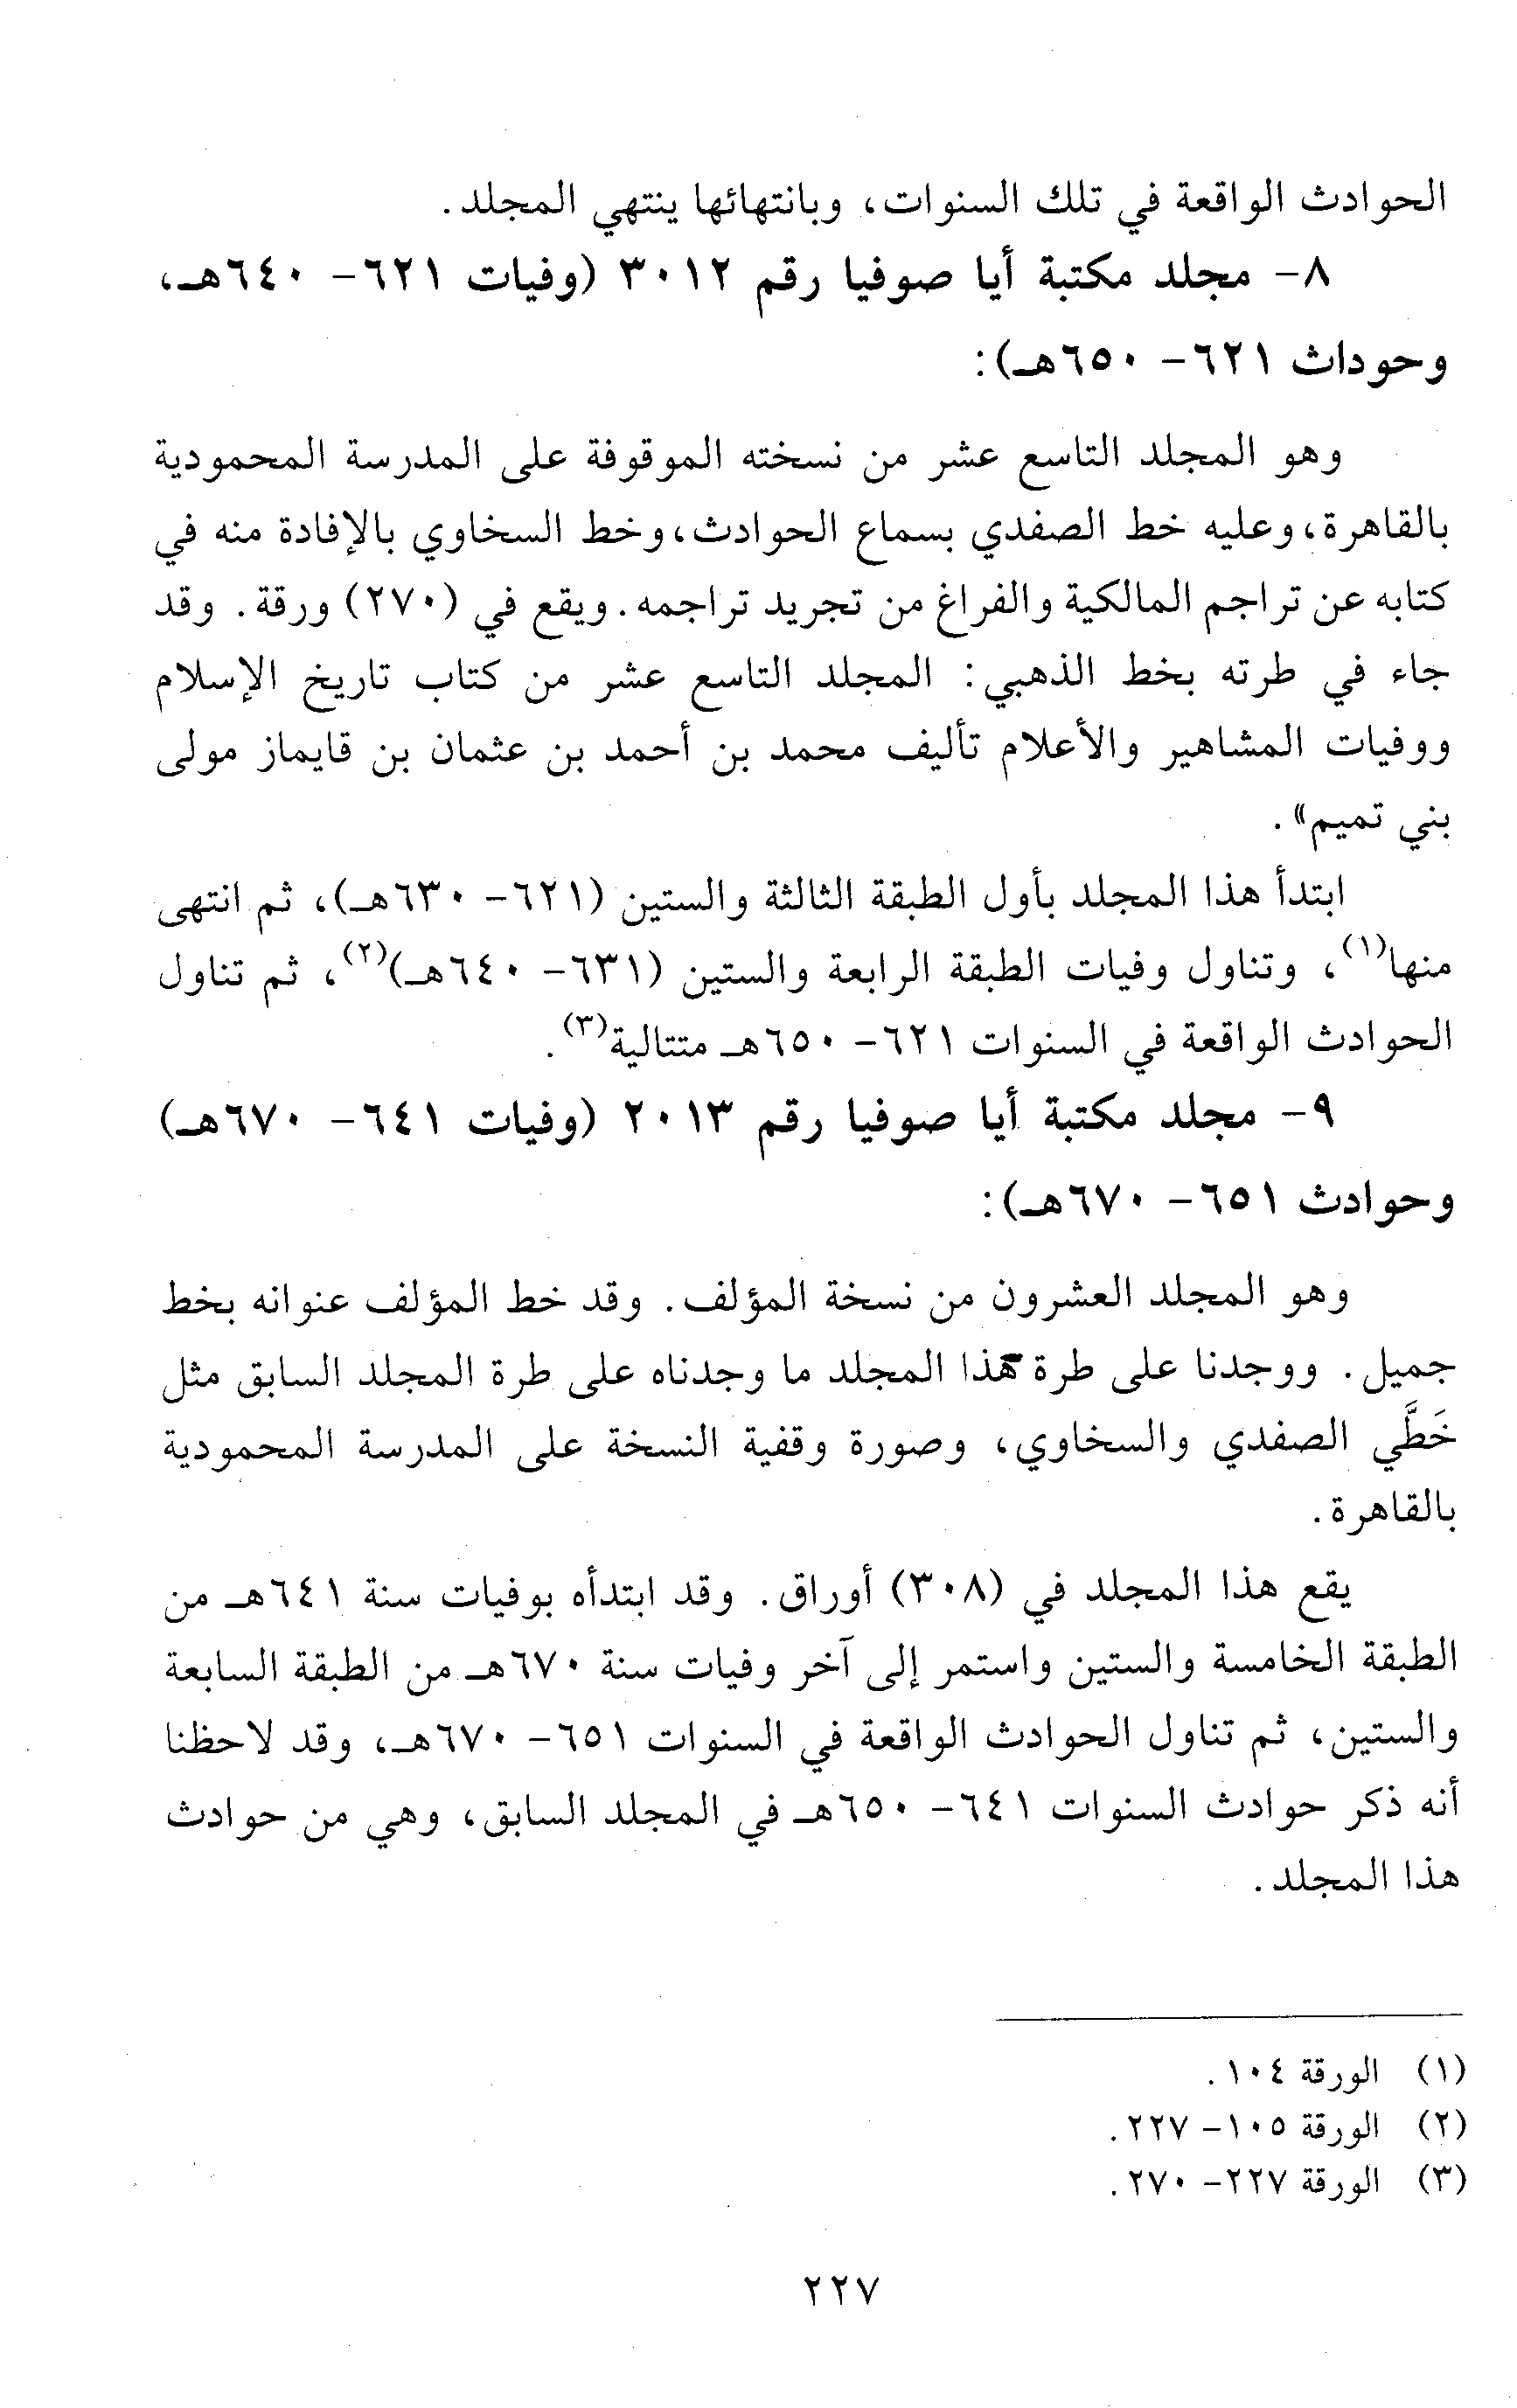 الحوادث الواقعة في تلك السنوات، وبانتهائها ينتهي المجلد.
٨- مجلد مكتبة أيا صوفيا رقم ٣٠١٢ (وفيات ٦٢١- ٦٤٠هـ،
وحوداث ٦٢١- ٦٥٠هـ):
وهو المجلد التاسع عشر من نسخته الموقوفة على المدرسة المحمودية
بالقاهرة، وعليه خط الصفدي بسماع الحوادث، وخط السخاوي بالإفادة منه في
كتابه عن تراجم المالكية والفراغ من تجريد تراجمه. ويقع في (٢٧٠) ورقة. وقد
جاء في طرته بخط الذهبي: المجلد التاسع عشر من كتاب تاريخ الإسلام
ووفيات المشاهير والأعلام تأليف محمد بن أحمد بن عثمان بن قايماز مولى
بني تميم».
ابتدأ هذا المجلد بأول الطبقة الثالثة والستين (٦٢١- ٦٣٠هـ)، ثم انتهى
منها(١)، وتناول وفيات الطبقة الرابعة والستين (٦٣١- ٦٤٠هـ)(٢)، ثم تناول
الحوادث الواقعة في السنوات ٦٢١- ٦٥٠هـ متتالية(٣).
٩- مجلد مكتبة أيا صوفيا رقم ٢٠١٣ (وفيات ٦٤١- ٦٧٠هـ)
وحوادث ٦٥١- ٦٧٠هـ):
وهو المجلد العشرون من نسخة المؤلف. وقد خط المؤلف عنوانه بخط
جميل. ووجدنا على طرة هذا المجلد ما وجدناه على طرة المجلد السابق مثل
خَطَّي الصفدي والسخاوي، وصورة وقفية النسخة على المدرسة المحمودية
بالقاهرة.
يقع هذا المجلد في (٣٠٨) أوراق. وقد ابتدأه بوفيات سنة ٦٤١هـ من
الطبقة الخامسة والستين واستمر إلى آخر وفيات سنة ٦٧٠هـ من الطبقة السابعة
والستين، ثم تناول الحوادث الواقعة في السنوات ٦٥١- ٦٧٠هـ، وقد لاحظنا
أنه ذكر حوادث السنوات ٦٤١- ٦٥٠هـ في المجلد السابق، وهي من حوادث
هذا المجلد.
(١) الورقة ١٠٤.
(٢) الورقة ١٠٥- ٢٢٧.
(٣) الورقة ٢٢٧- ٢٧٠.
٢٢٧